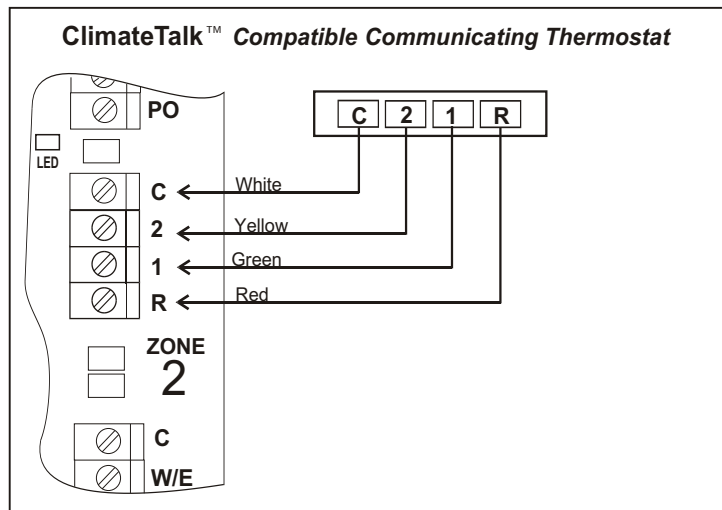 ClimateTalk™ Compatible Communicating Thermostat
PO
C 2 1 R
LED
C White
2 Yellow
1 Green
R Red
ZONE
2
C
W/E